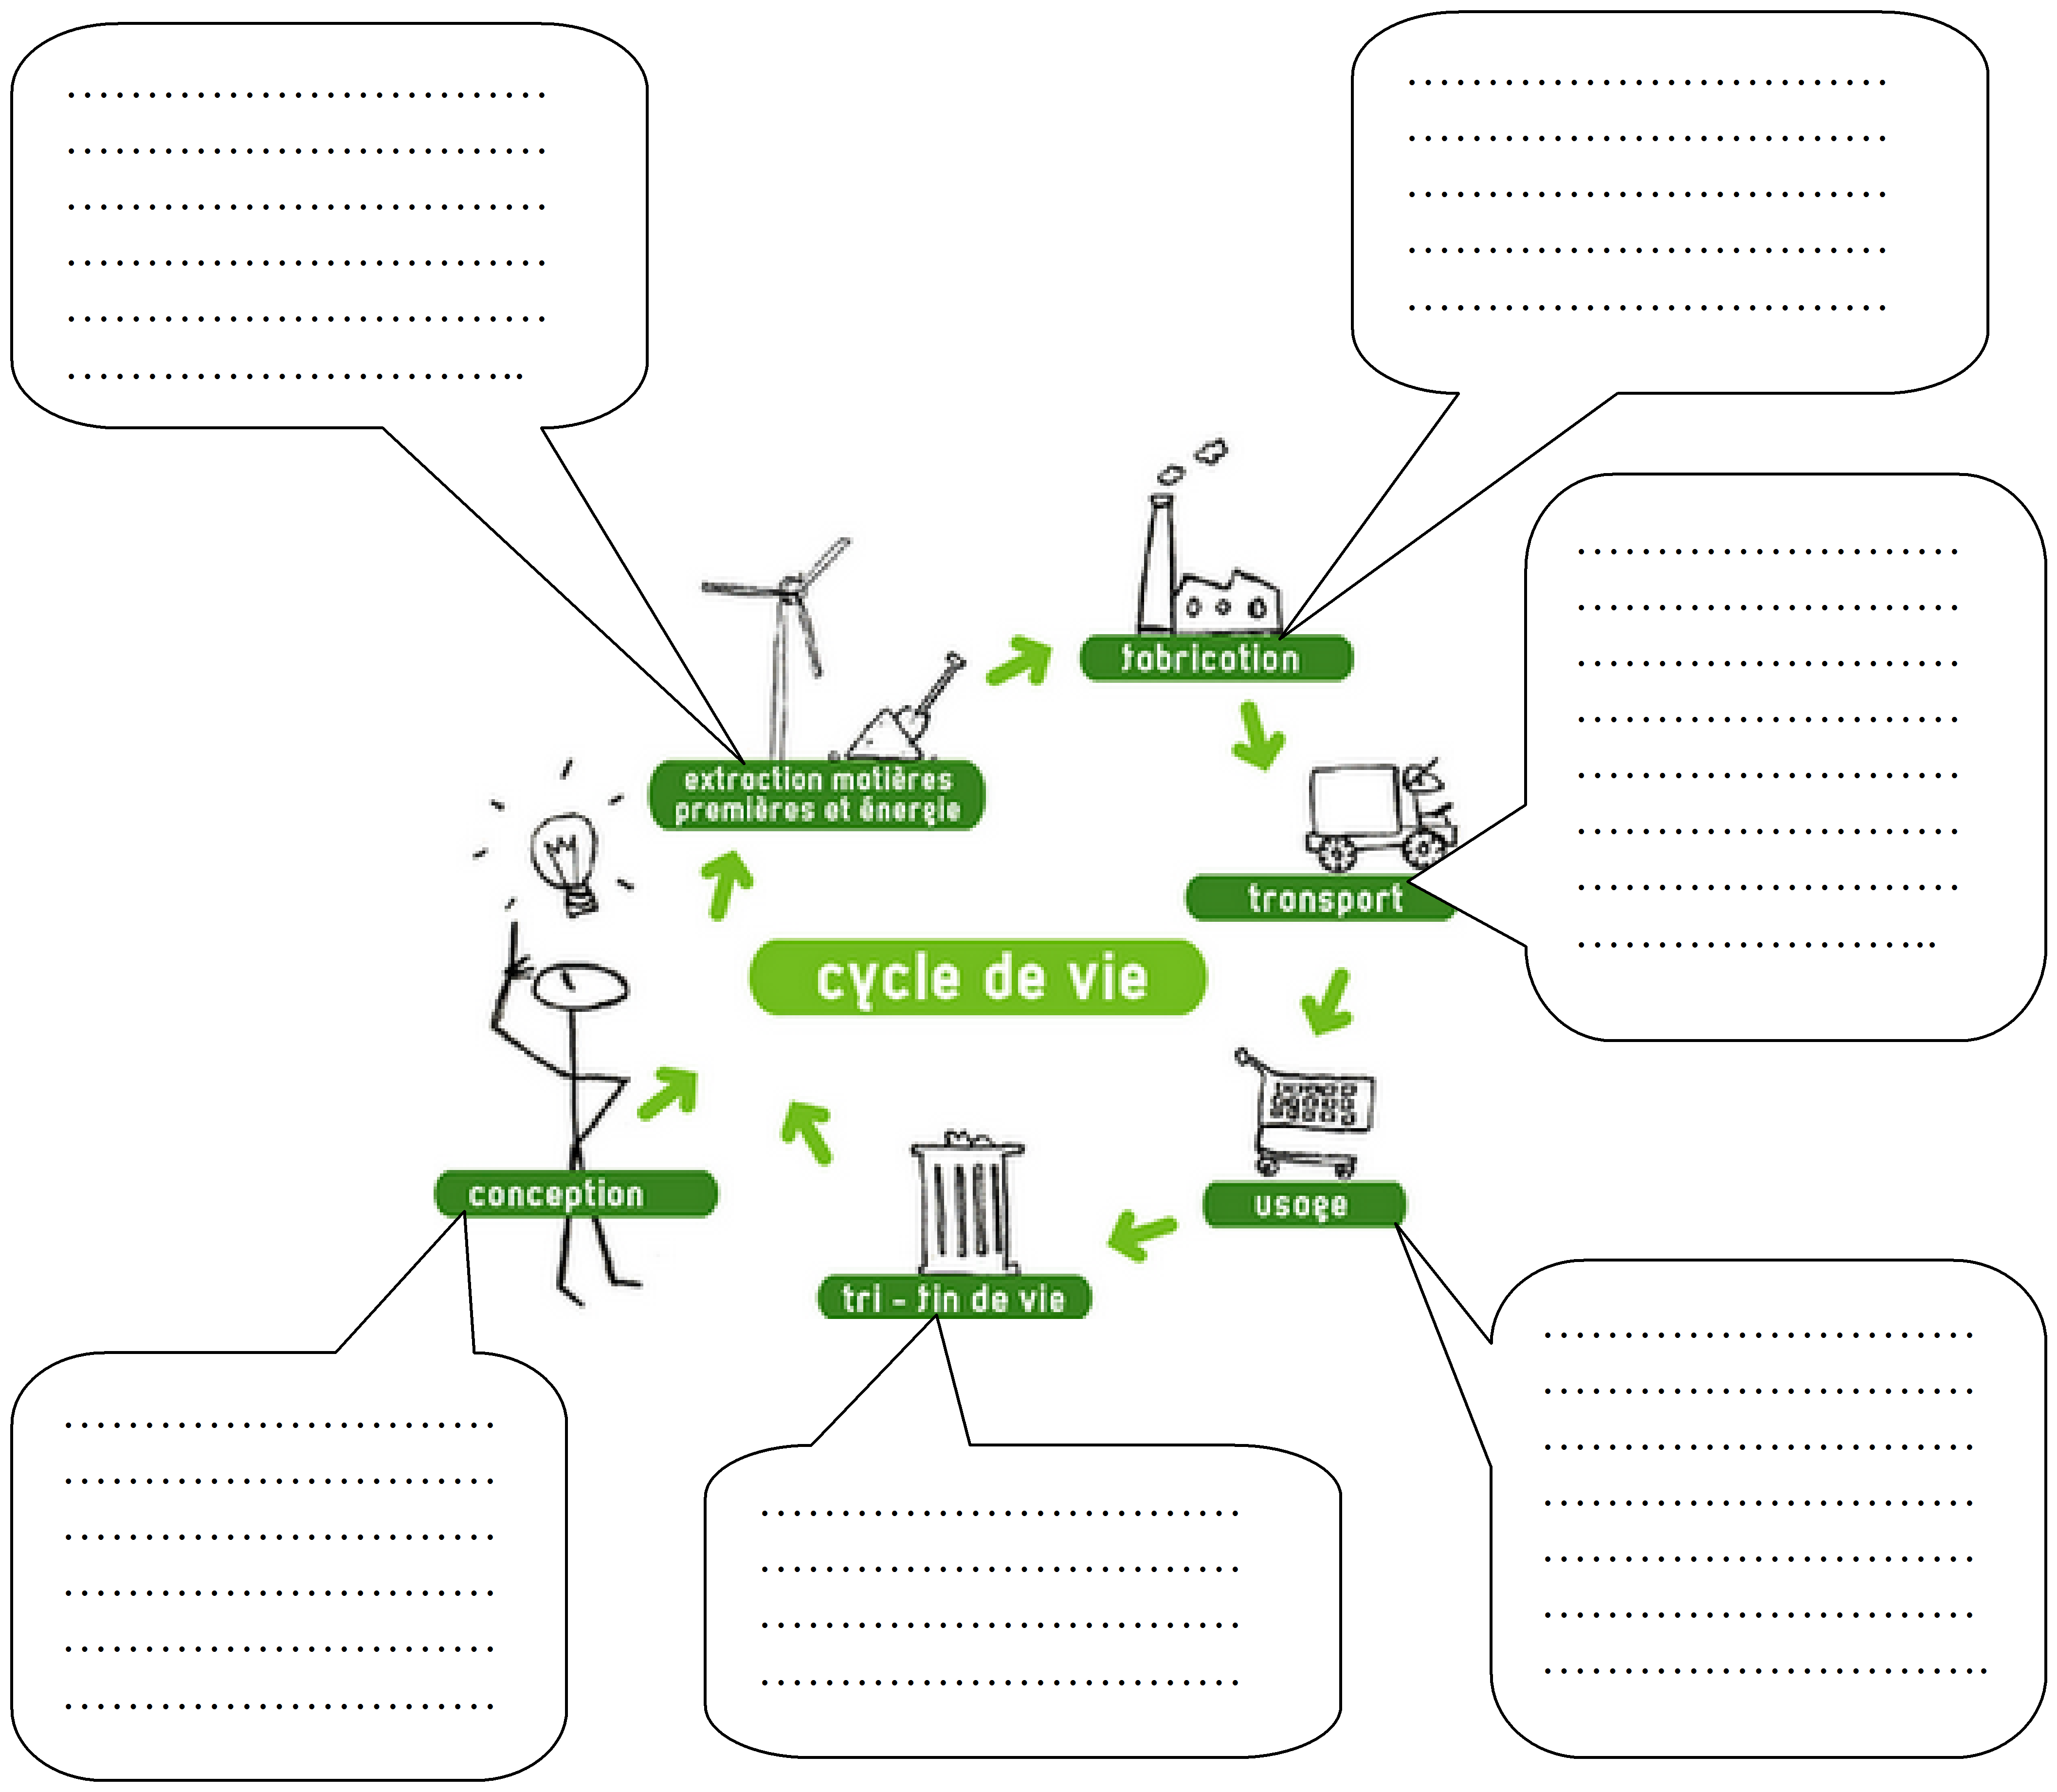 fabrication
extraction matières
premières et énergie
transport
cycle de vie
conception
usage
tri - fin de vie